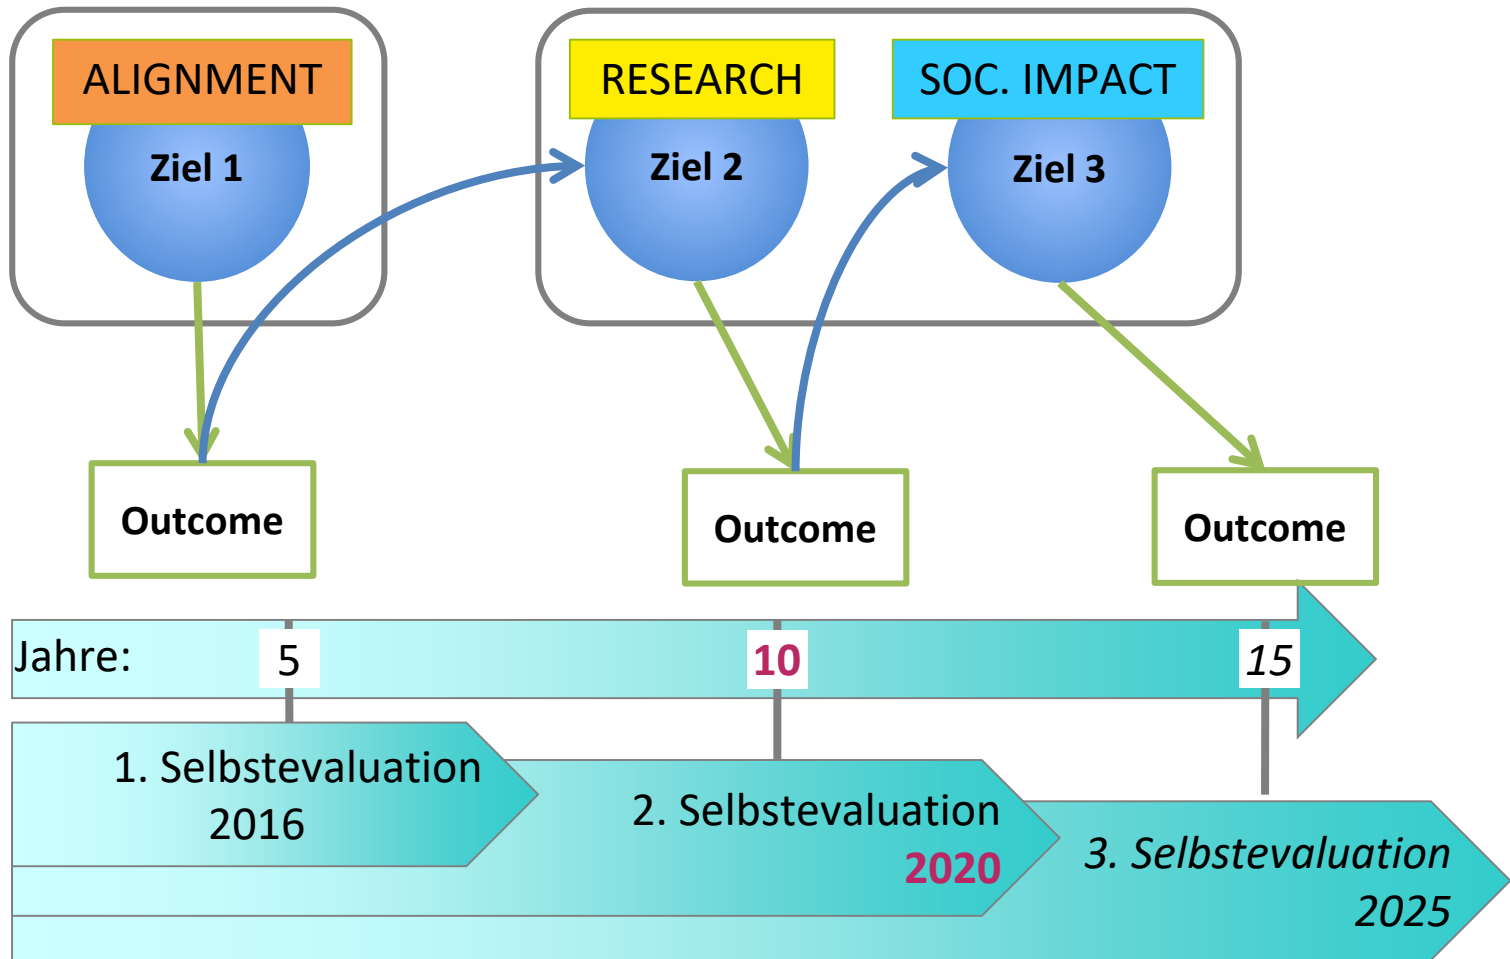 ALIGNMENT
RESEARCH
SOC. IMPACT
Ziel 1
Ziel 2
Ziel 3
Outcome
Outcome
Outcome
Jahre:
5
10
15
1. Selbstevaluation
2016
2. Selbstevaluation
2020
3. Selbstevaluation
2025